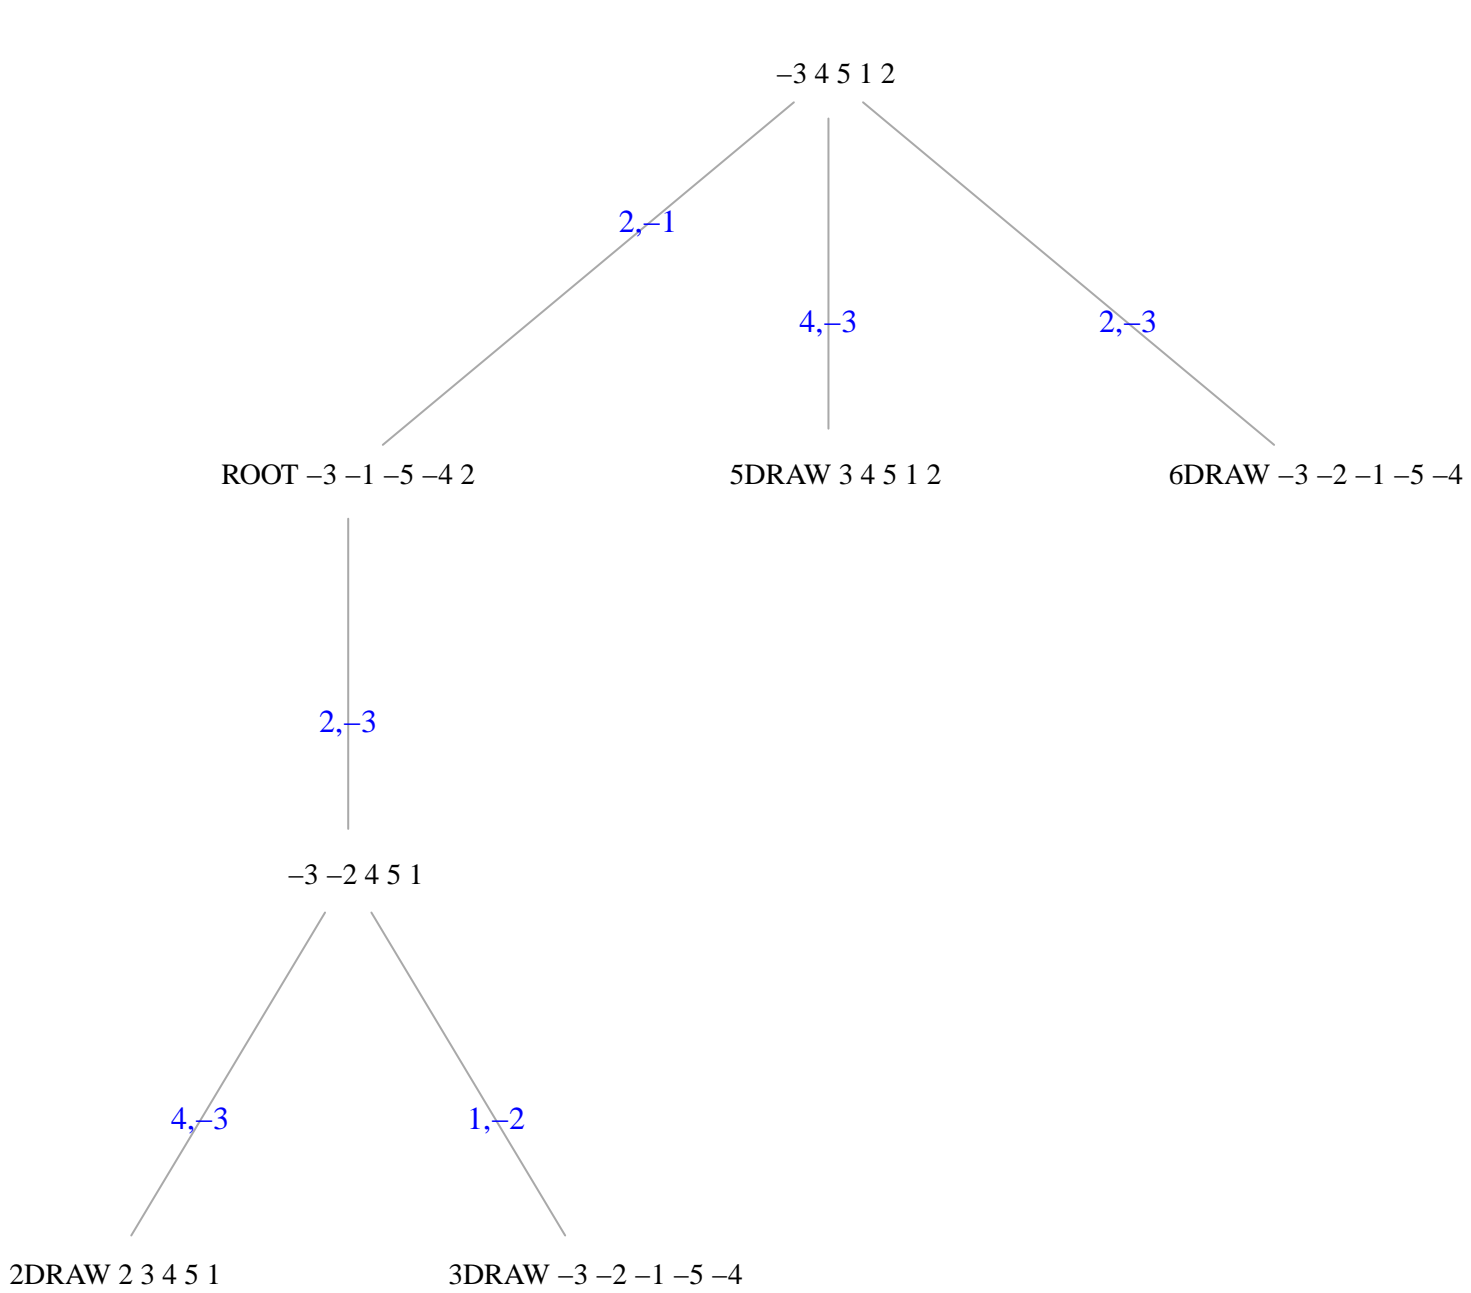 –3 4 5 1 2
2,–1
4,–3
2,–3
ROOT –3 –1 –5 –4 2
5DRAW 3 4 5 1 2
6DRAW –3 –2 –1 –5 –4
2,–3
–3 –2 4 5 1
4,–3
1,–2
2DRAW 2 3 4 5 1
3DRAW –3 –2 –1 –5 –4